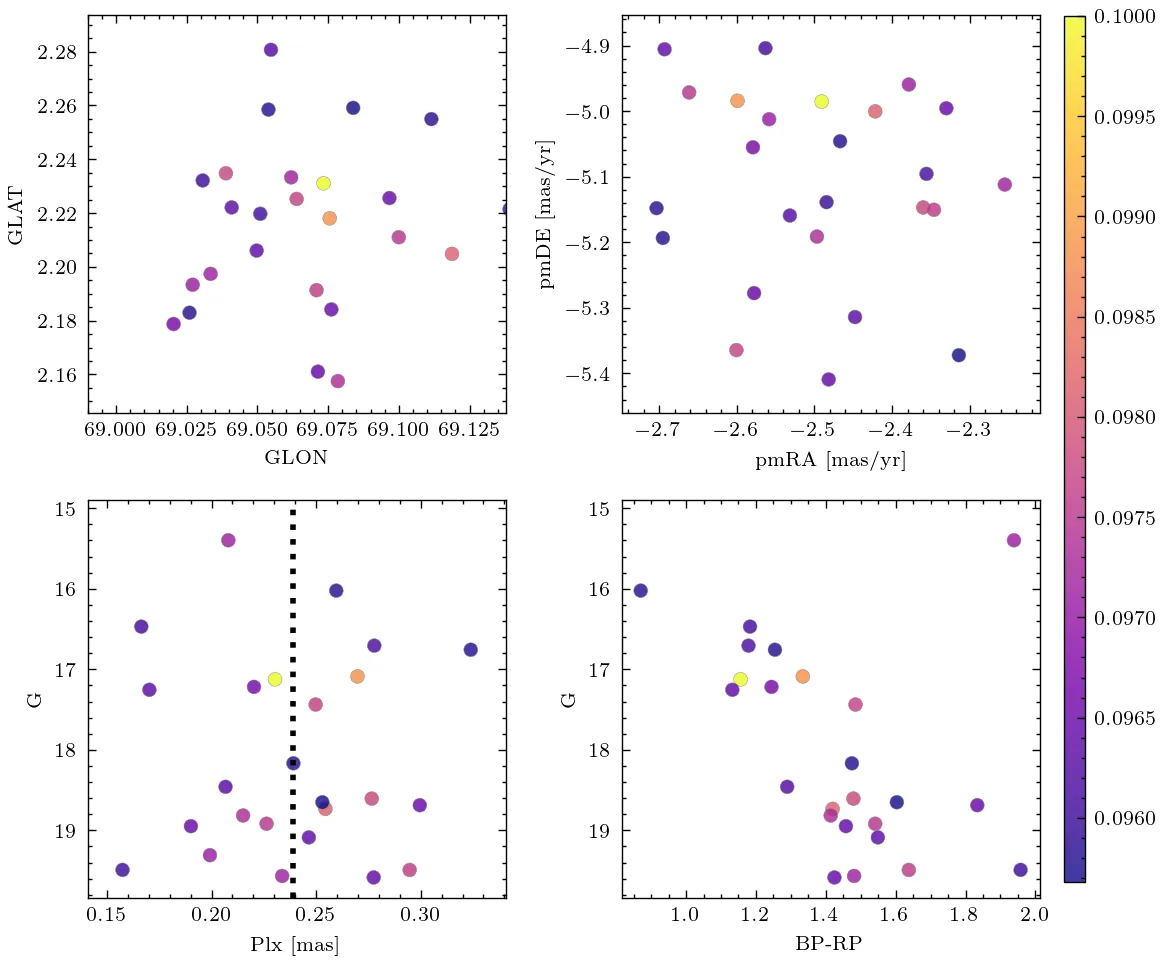 2.28
2.26
2.24
2.22
2.20
2.18
2.16
GLAT
69.000 69.025 69.050 69.075 69.100 69.125
GLON
−4.9
−5.0
−5.1
−5.2
−5.3
−5.4
pmDE [mas/yr]
−2.7 −2.6 −2.5 −2.4 −2.3
pmRA [mas/yr]
15
16
17
18
19
G
0.15 0.20 0.25 0.30
Plx [mas]
15
16
17
18
19
G
1.0 1.2 1.4 1.6 1.8 2.0
BP-RP
0.1000
0.0995
0.0990
0.0985
0.0980
0.0975
0.0970
0.0965
0.0960